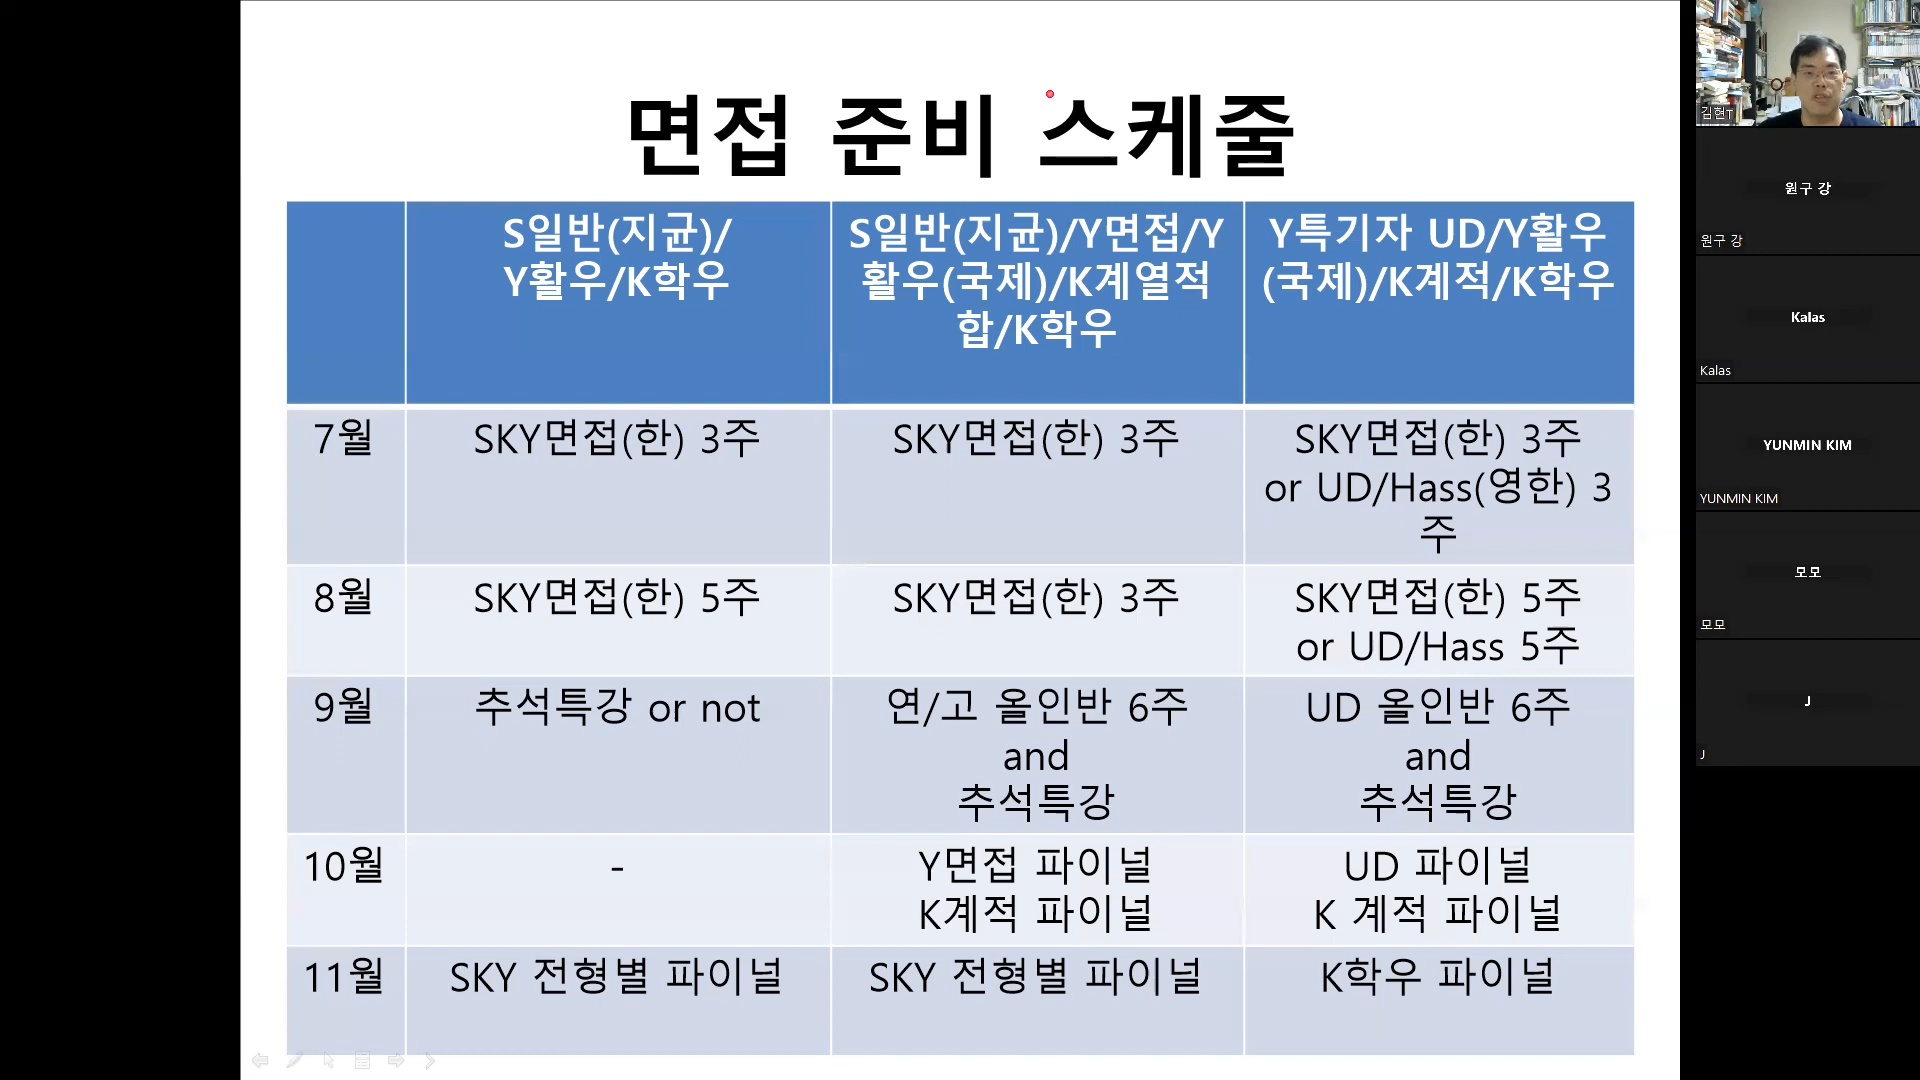 면접 준비 스케줄
S일반(지균)/
Y활우/K학우
S일반(지균)/Y면접/Y
활우(국제)/K계열적
합/K학우
Y특기자 UD/Y활우
(국제)/K계적/K학우
7월
SKY면접(한) 3주
SKY면접(한) 3주
SKY면접(한) 3주
or UD/Hass(영한) 3
주
8월
SKY면접(한) 5주
SKY면접(한) 3주
SKY면접(한) 5주
or UD/Hass 5주
9월
추석특강 or not
연/고 올인반 6주
and
추석특강
UD 올인반 6주
and
추석특강
10월
-
Y면접 파이널
K계적 파이널
UD 파이널
K 계적 파이널
11월
SKY 전형별 파이널
SKY 전형별 파이널
K학우 파이널
김현T
원구 강
원구 강
Kalas
Kalas
YUNMIN KIM
YUNMIN KIM
모모
모모
J
J